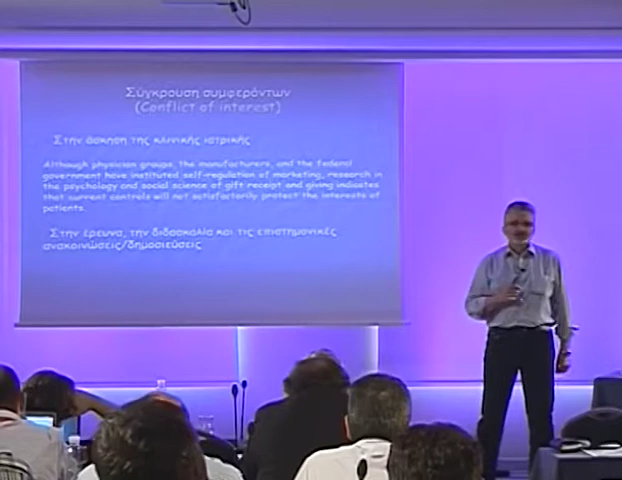 Σύγκρουση συμφερόντων
(Conflict of interest)
Στην άσκηση της κλινικής ιατρικής
Although physician groups, the manufacturers, and the federal
government have instituted self-regulation of marketing, research in
the psychology and social science of gift receipt and giving indicates
that current controls will not satisfactorily protect the interests of
patients.
Στην έρευνα, την διδασκαλία και τις επιστημονικές
ανακοινώσεις/δημοσιεύσεις